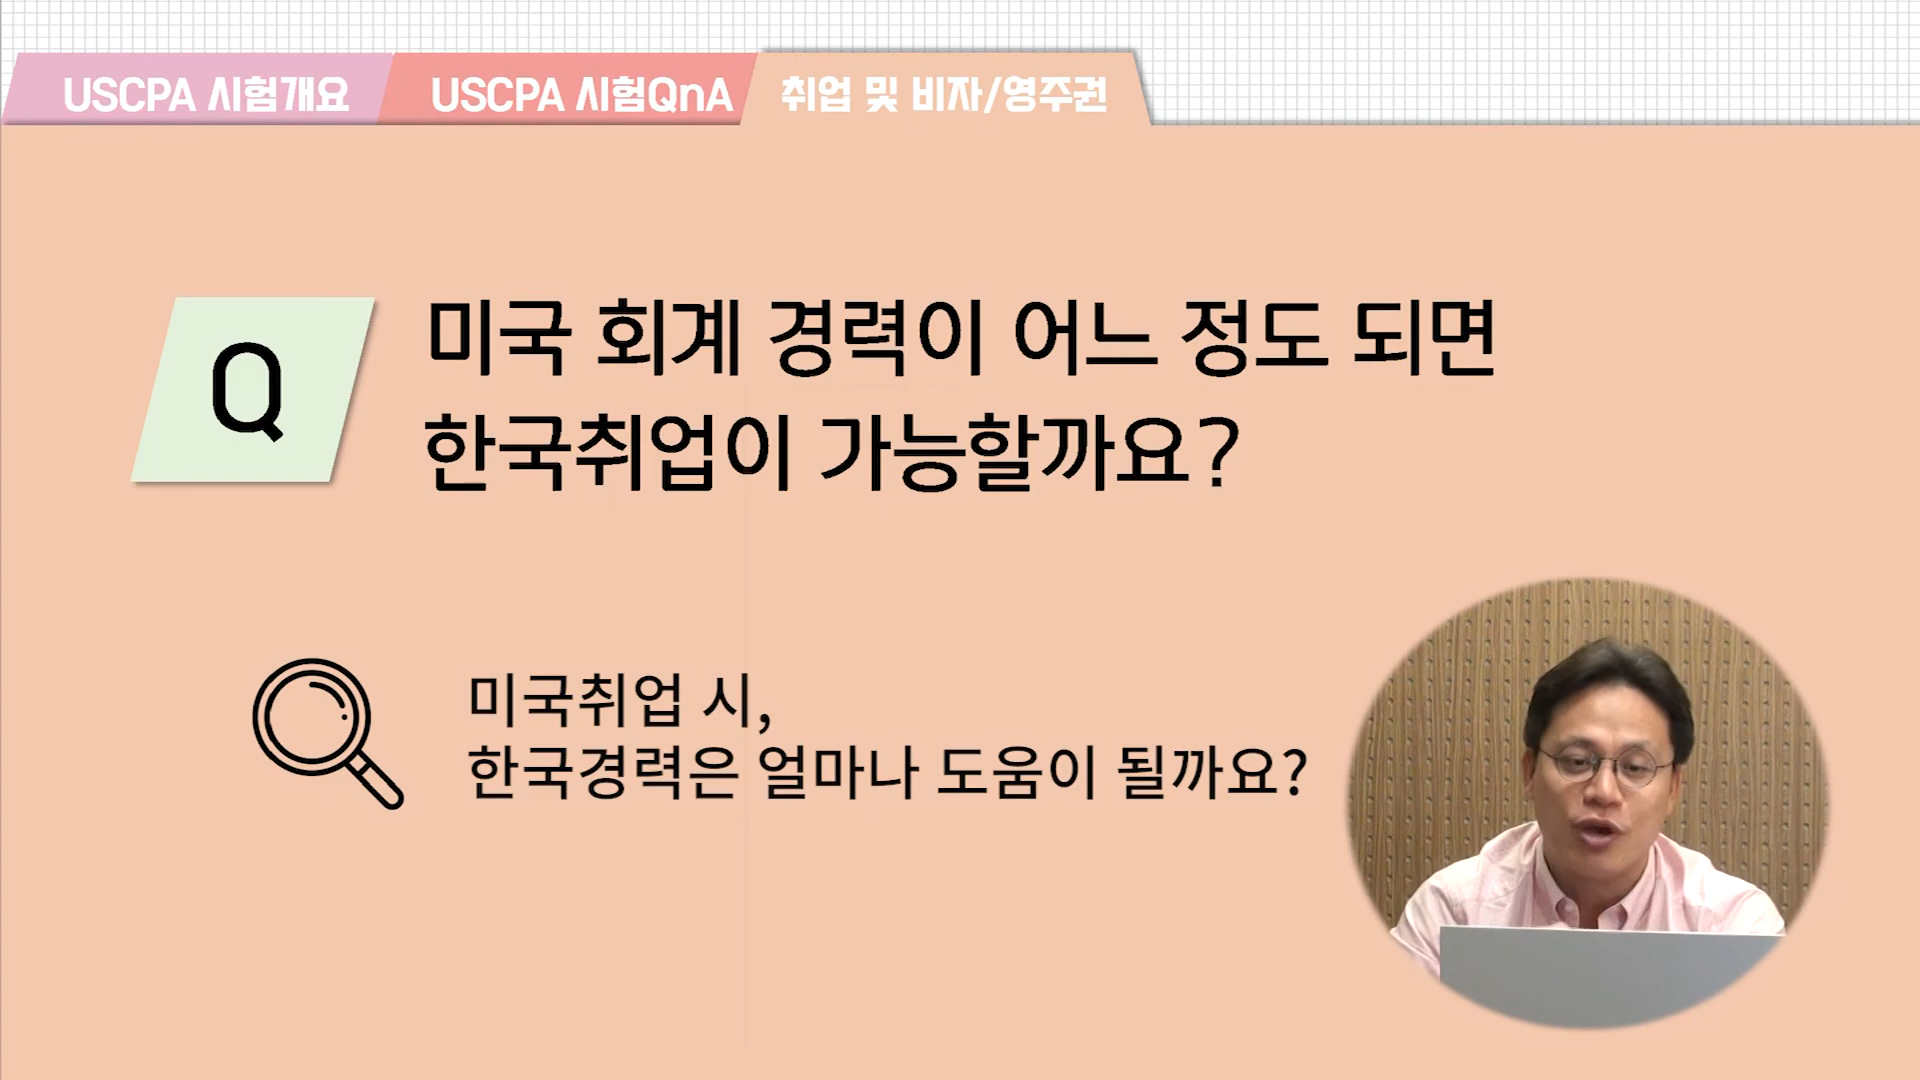 USCPA 시험개요
USCPA 시험QnA
취업 및 비자/영주권
Q
미국 회계 경력이 어느 정도 되면
한국취업이 가능할까요?
미국취업 시,
한국경력은 얼마나 도움이 될까요?